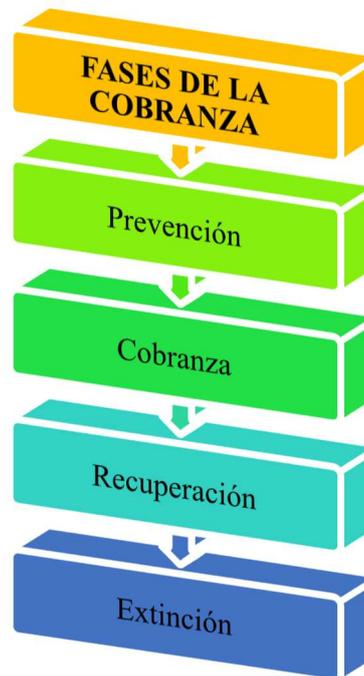 FASES DE LA
COBRANZA
Prevención
Cobranza
Recuperación
Extinción